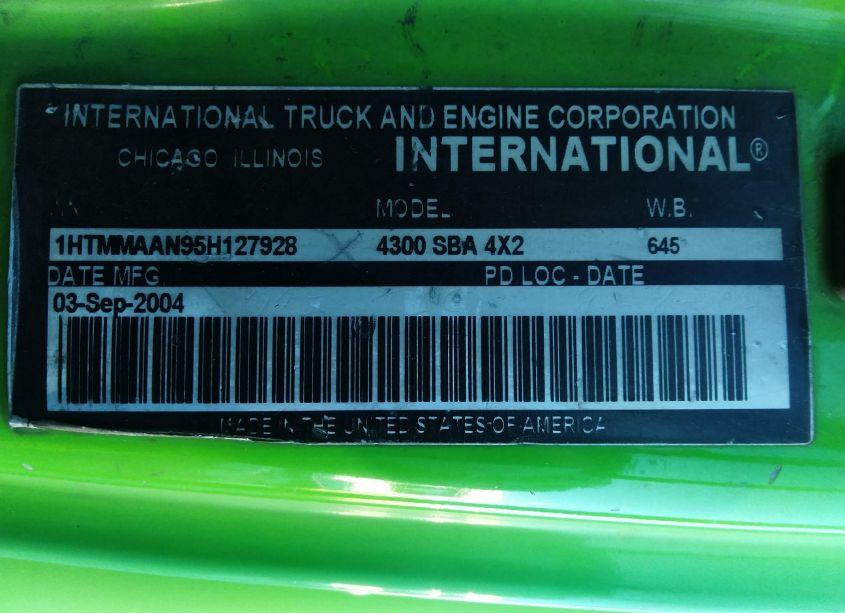 INTERNATIONAL TRUCK AND ENGINE CORPORATION
CHICAGO ILLINOIS INTERNATIONAL®
MODEL W.B.
1HTMMAAN95H127928 4300 SBA 4X2 645
DATE MFG. PD LOC - DATE
03-Sep-2004
MADE IN THE UNITED STATES OF AMERICA